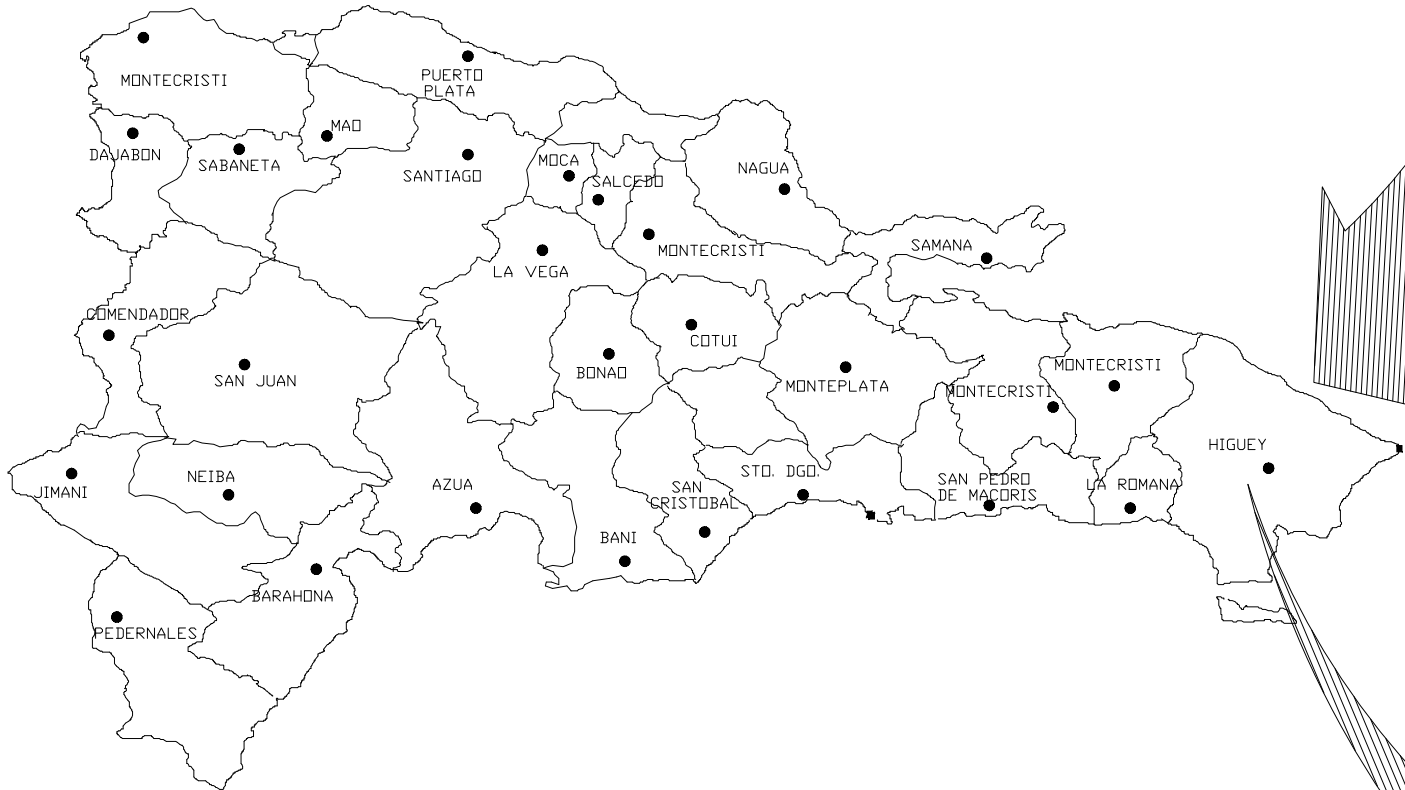 MONTECRISTI
PUERTO
PLATA
MAO
DAJABON
SABANETA
SANTIAGO
MOCA
SALCEDO
NAGUA
MONTECRISTI
SAMANA
LA VEGA
COMENDADOR
COTUI
SAN JUAN
BONAO
MONTEPLATA
MONTECRISTI
MONTECRISTI
HIGUEY
JIMANI
NEIBA
AZUA
STO. DGO.
SAN
CRISTOBAL
SAN PEDRO
DE MACORIS
LA ROMANA
BANI
BARAHONA
PEDERNALES